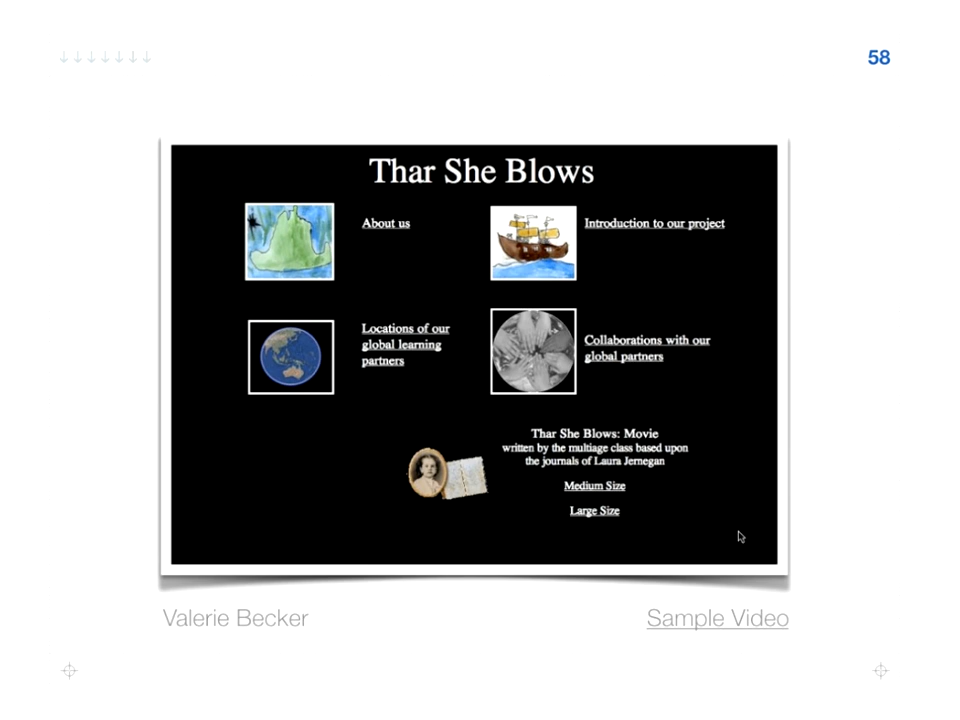 58
Thar She Blows
About us
Introduction to our project
Locations of our
global learning
partners
Collaborations with our
global partners
Thar She Blows: Movie
written by the multiage class based upon
the journals of Laura Jernegan
Medium Size
Large Size
Valerie Becker
Sample Video